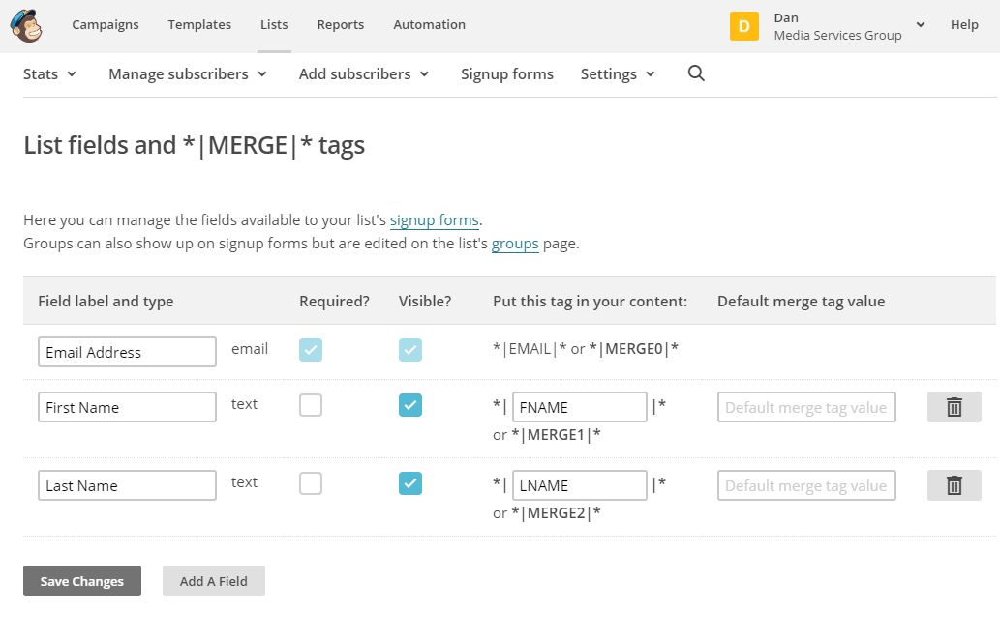 Campaigns Templates Lists Reports Automation D Dan Help
Media Services Group
Stats Manage subscribers Add subscribers Signup forms Settings
List fields and *|MERGE|* tags
Here you can manage the fields available to your list's signup forms.
Groups can also show up on signup forms but are edited on the list's groups page.
Field label and type Required? Visible? Put this tag in your content: Default merge tag value
Email Address email *|EMAIL|* or *|MERGE0|*
First Name text *| FNAME |* Default merge tag value
or *|MERGE1|*
Last Name text *| LNAME |* Default merge tag value
or *|MERGE2|*
Save Changes Add A Field